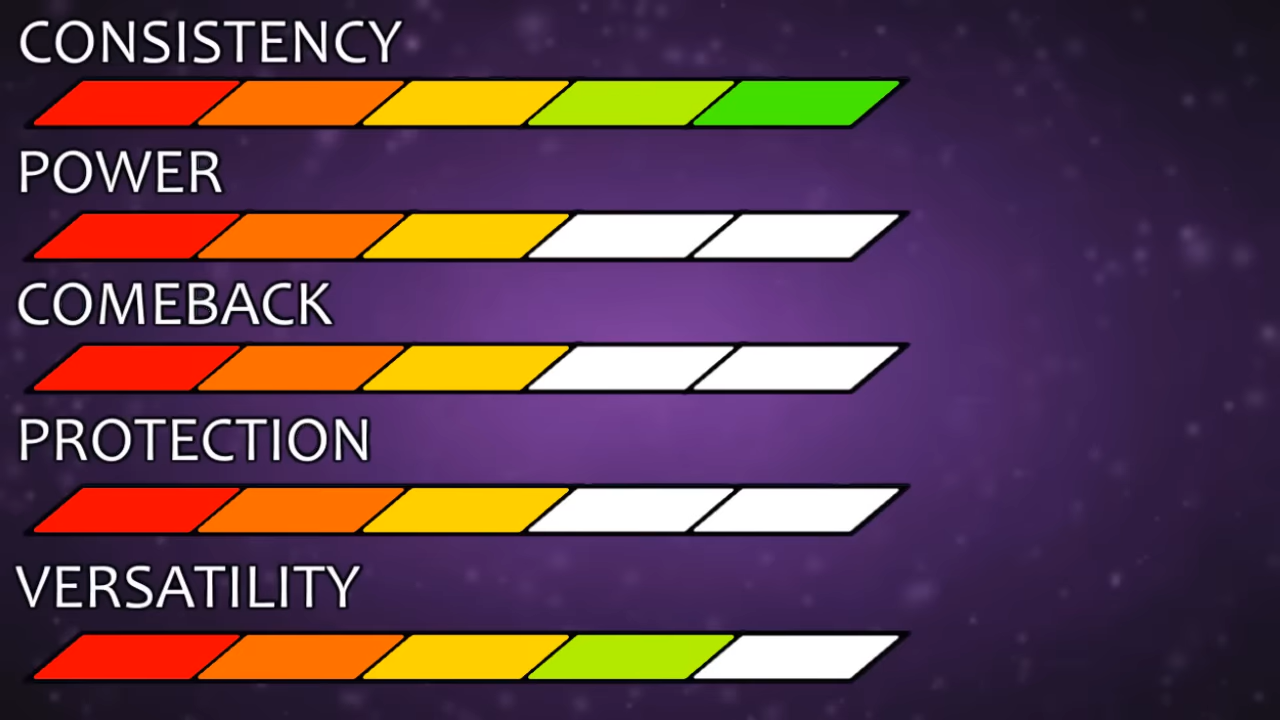 CONSISTENCY
POWER
COMEBACK
PROTECTION
VERSATILITY